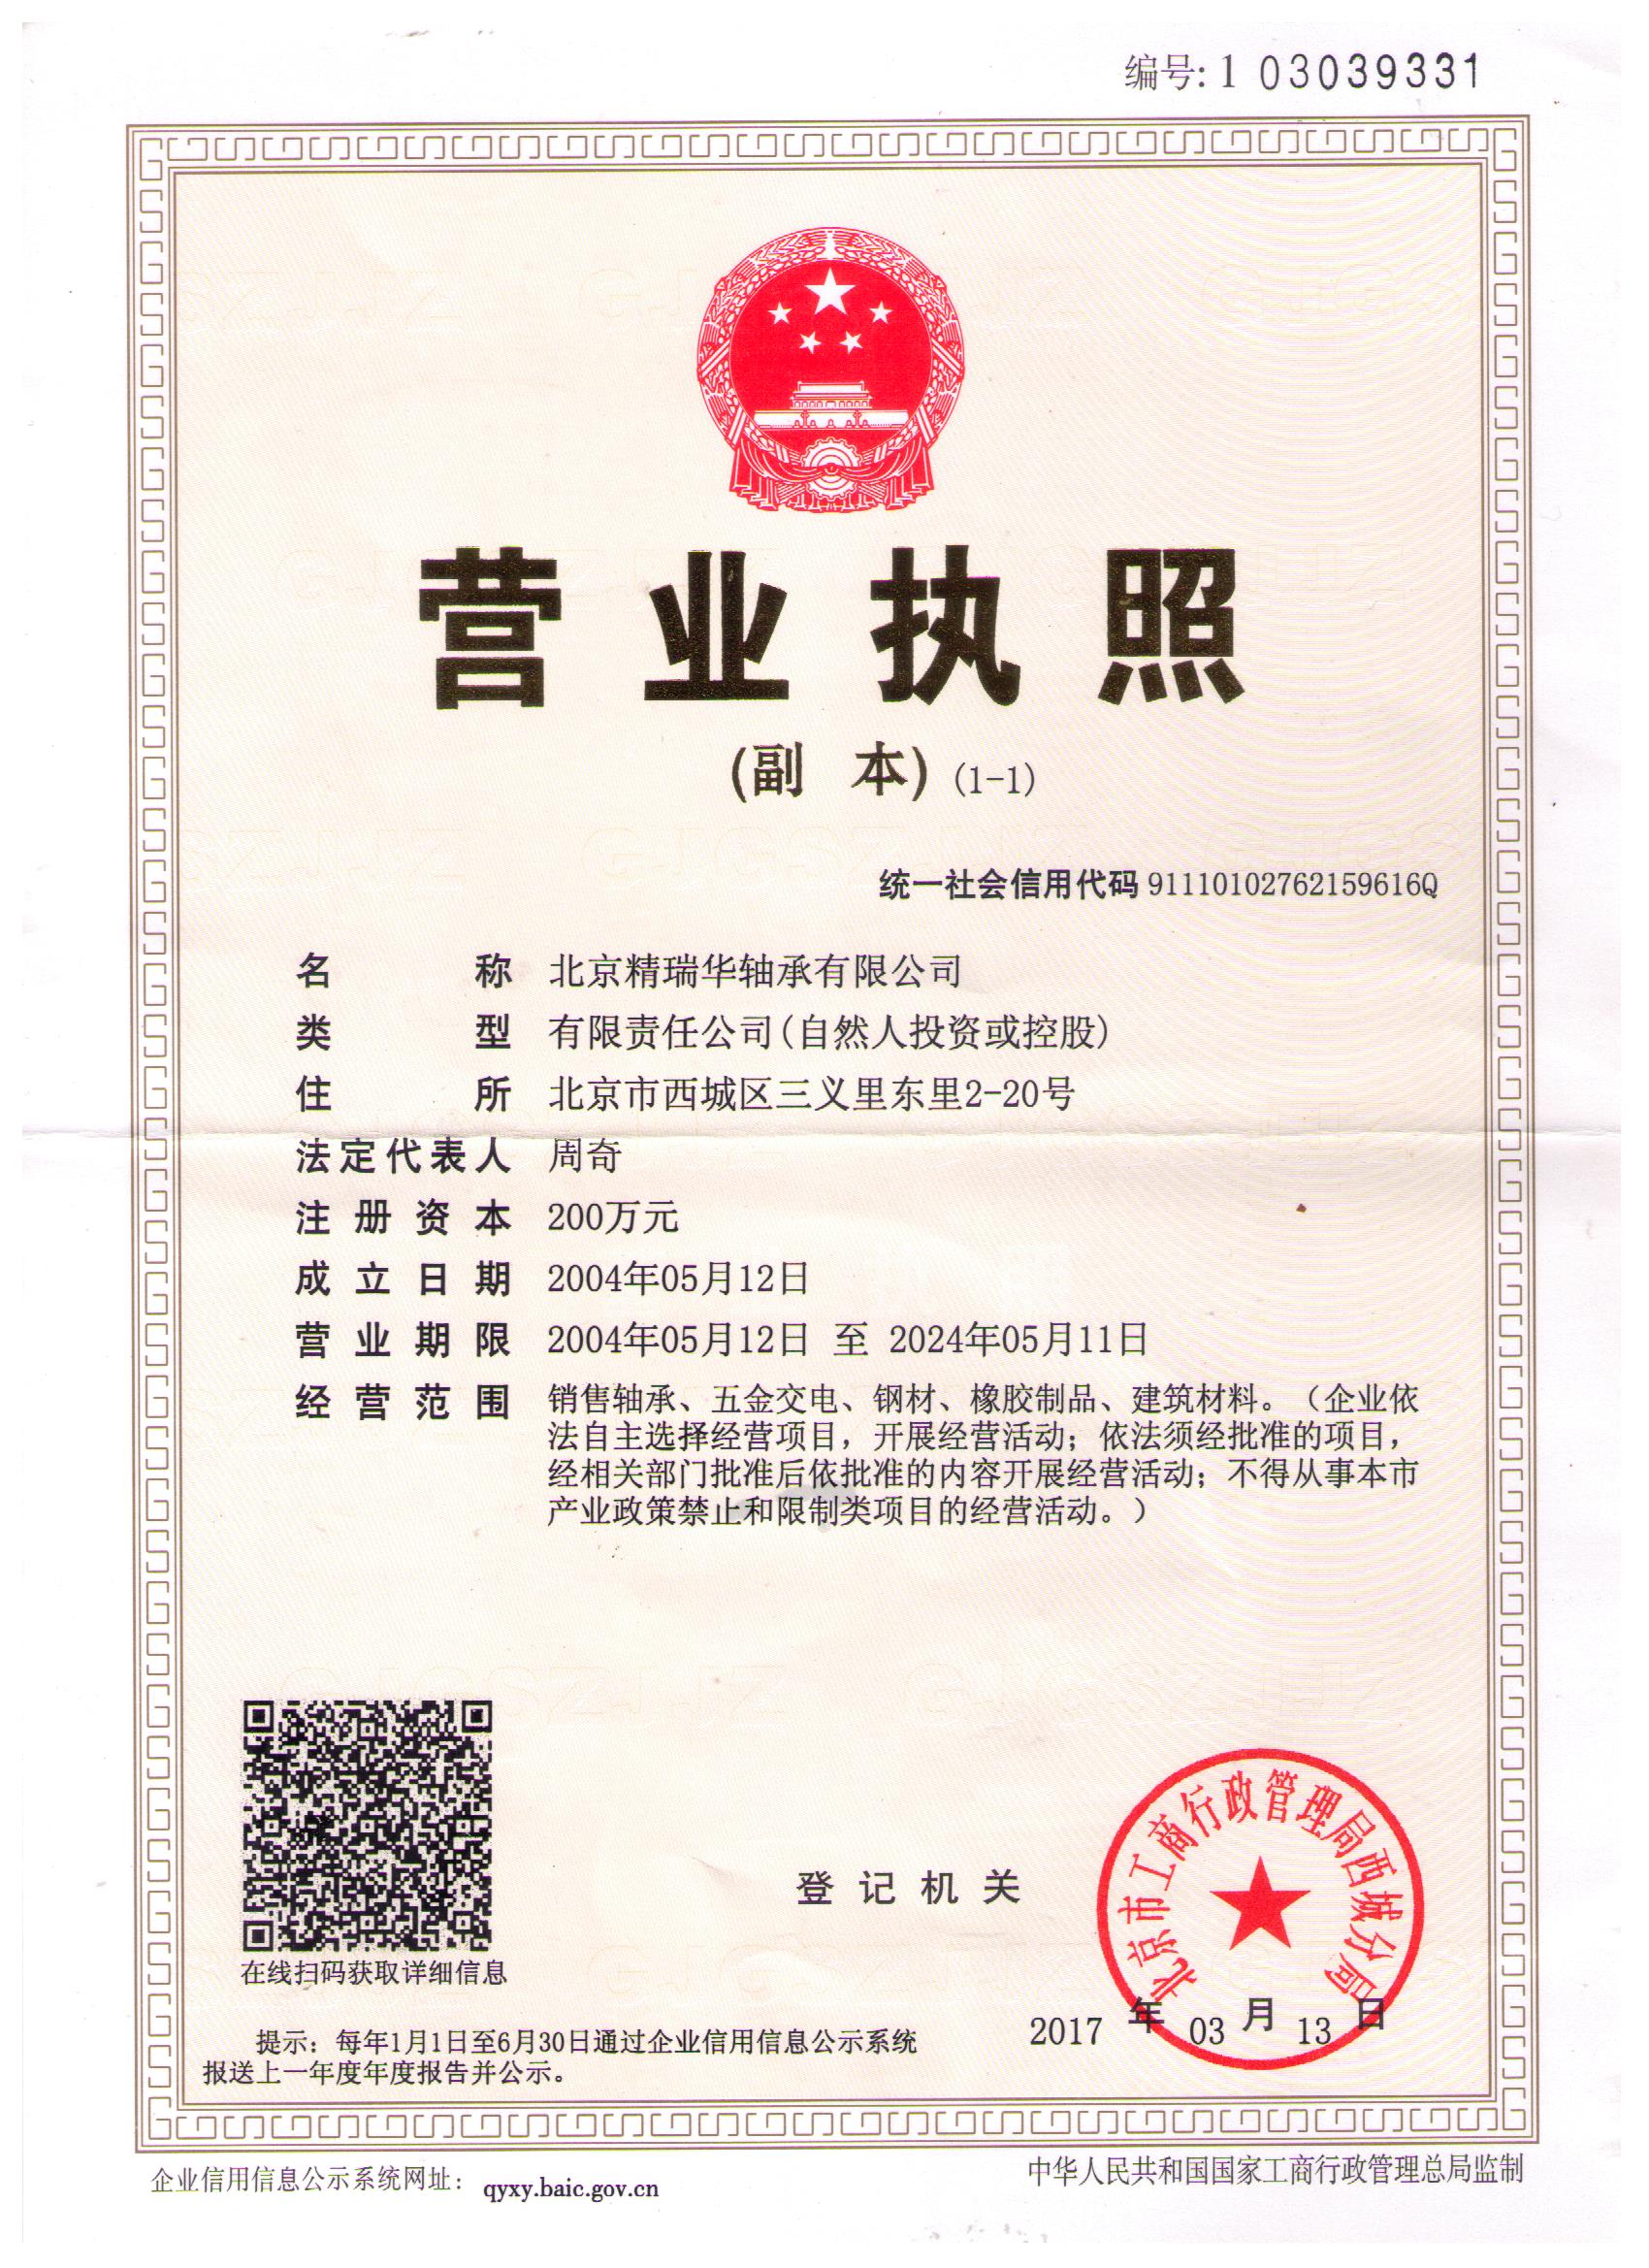 编号: 1 03039331
营业执照
(副 本) (1-1)
统一社会信用代码 91110102762159616Q
名称 北京精瑞华轴承有限公司
类型 有限责任公司(自然人投资或控股)
住所 北京市西城区三义里东里2-20号
法定代表人 周奇
注册资本 200万元
成立日期 2004年05月12日
营业期限 2004年05月12日 至 2024年05月11日
经营范围 销售轴承、五金交电、钢材、橡胶制品、建筑材料。（企业依
法自主选择经营项目，开展经营活动；依法须经批准的项目，
经相关部门批准后依批准的内容开展经营活动；不得从事本市
产业政策禁止和限制类项目的经营活动。）
在线扫码获取详细信息
登记机关
北京市工商行政管理局西城分局
2017 年 03 月 13 日
提示：每年1月1日至6月30日通过企业信用信息公示系统
报送上一年度年度报告并公示。
企业信用信息公示系统网址： qyxy.baic.gov.cn
中华人民共和国国家工商行政管理总局监制